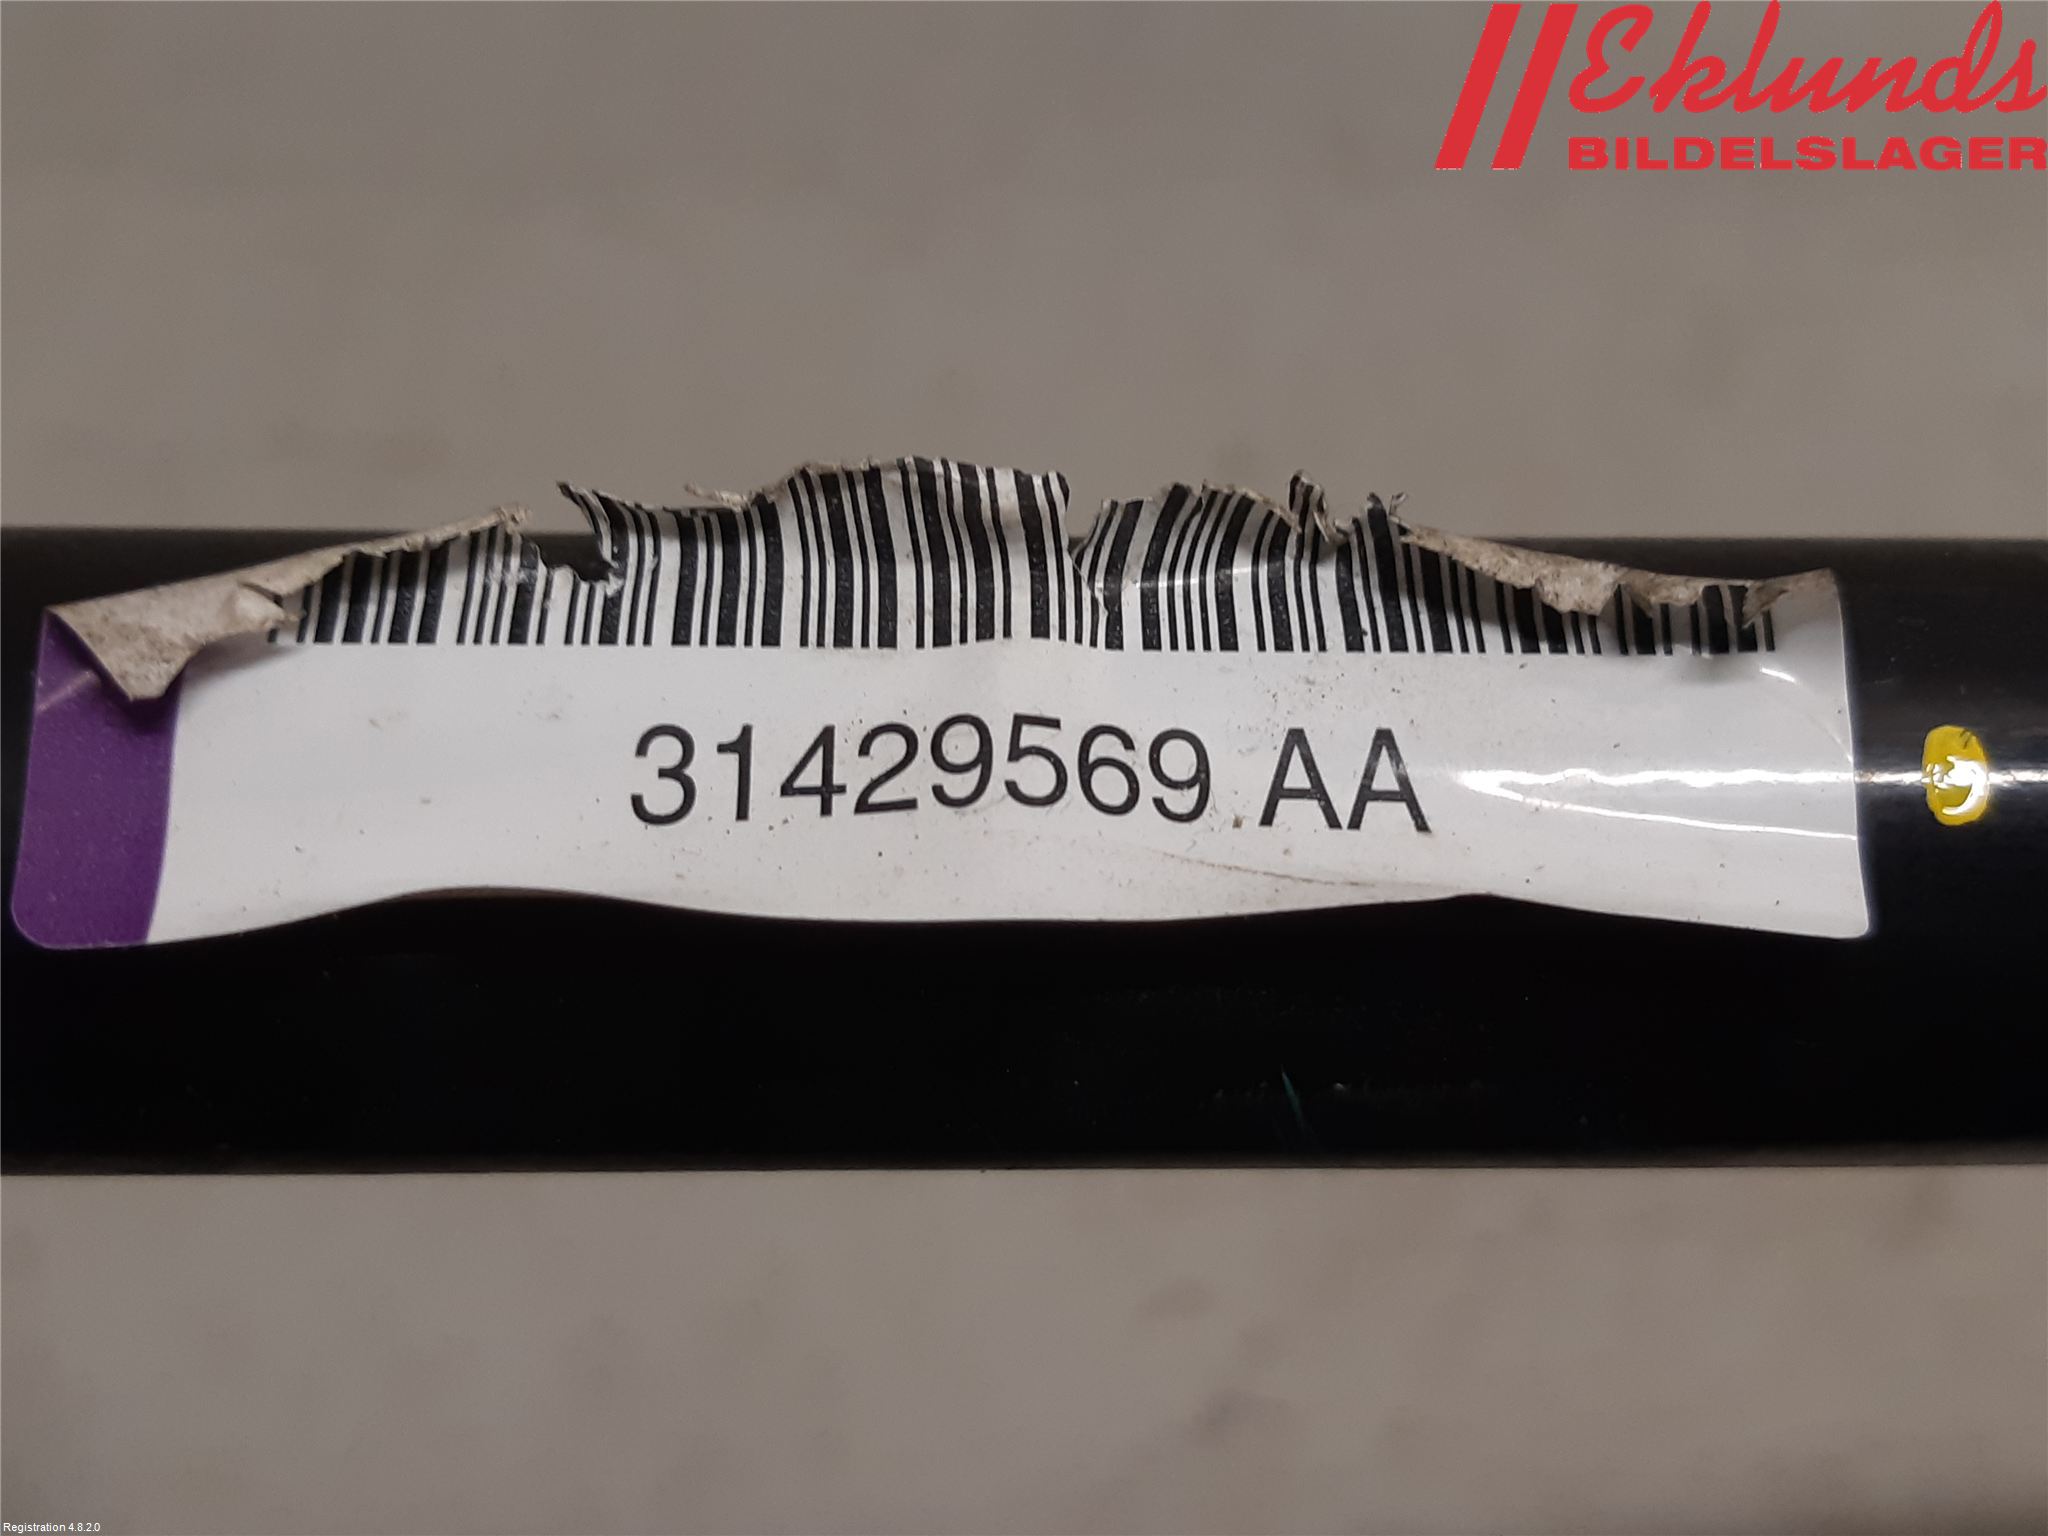 Eklunds
BILDELSLAGER
31429569 AA
Registration 4.8.2.0